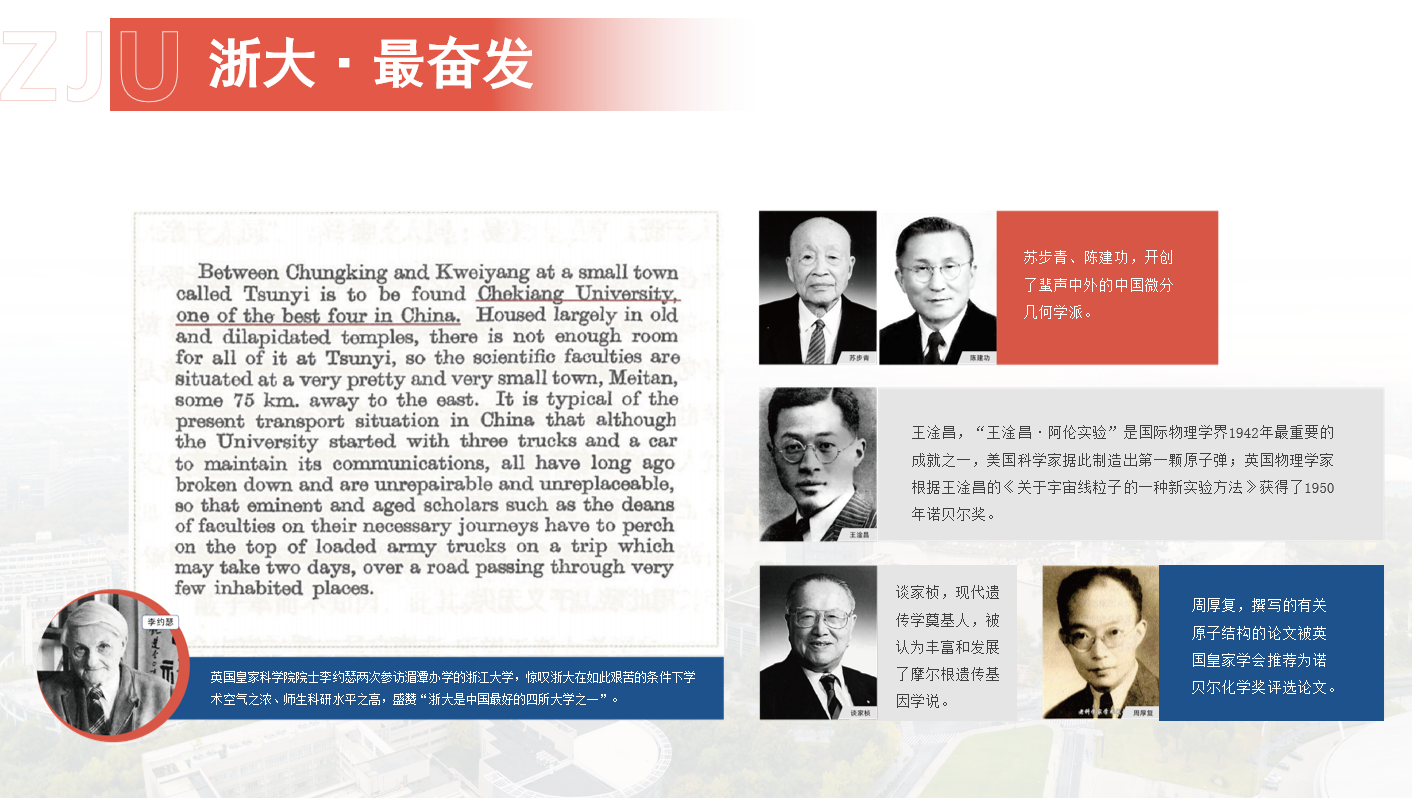 ZJU
浙大·最奋发
Between Chungking and Kweiyang at a small town
called Tsunyi is to be found Chekiang University,
one of the best four in China. Housed largely in old
and dilapidated temples, there is not enough room
for all of it at Tsunyi, so the scientific faculties are
situated at a very pretty and very small town, Meitan,
some 75 km. away to the east. It is typical of the
present transport situation in China that although
the University started with three trucks and a car
to maintain its communications, all have long ago
broken down and are unrepairable and unreplaceable,
so that eminent and aged scholars such as the deans
of faculties on their necessary journeys have to perch
on the top of loaded army trucks on a trip which
may take two days, over a road passing through very
few inhabited places.
李约瑟
英国皇家科学院院士李约瑟两次参访湄潭办学的浙江大学，惊叹浙大在如此艰苦的条件下学
术空气之浓、师生科研水平之高，盛赞“浙大是中国最好的四所大学之一”。
苏步青
陈建功
苏步青、陈建功，开创
了蜚声中外的中国微分
几何学派。
王淦昌
王淦昌，“王淦昌·阿伦实验”是国际物理学界1942年最重要的
成就之一，美国科学家据此制造出第一颗原子弹；英国物理学家
根据王淦昌的《关于宇宙线粒子的一种新实验方法》获得了1950
年诺贝尔奖。
谈家桢
谈家桢，现代遗
传学奠基人，被
认为丰富和发展
了摩尔根遗传基
因学说。
周厚复
周厚复，撰写的有关
原子结构的论文被英
国皇家学会推荐为诺
贝尔化学奖评选论文。